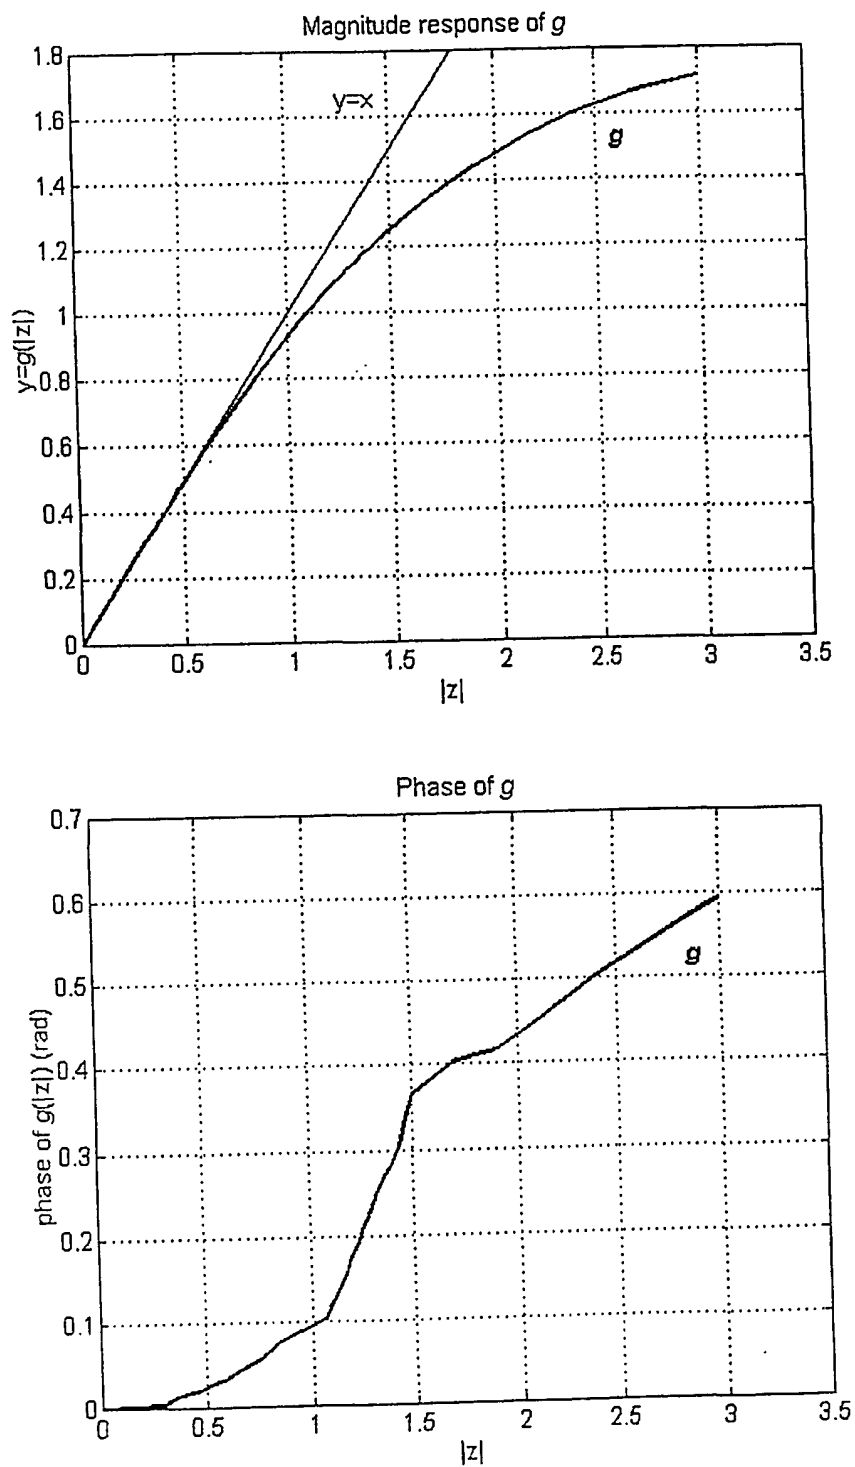 Magnitude response of g
1.8
y=x
1.6
g
1.4
1.2
1
0.8
0.6
0.4
0.2
0
y=g(|z|)
0 0.5 1 1.5 2 2.5 3 3.5
|z|
Phase of g
0.7
0.6
g
0.5
0.4
0.3
0.2
0.1
0
phase of g(|z|) (rad)
0 0.5 1 1.5 2 2.5 3 3.5
|z|